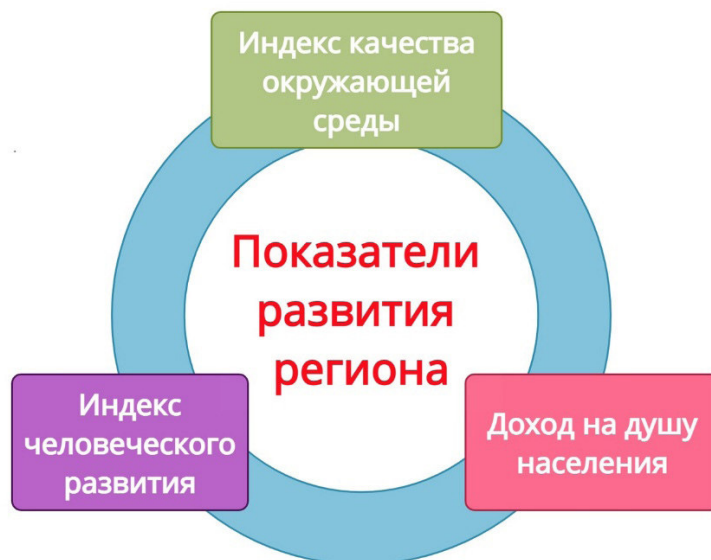 Индекс качества
окружающей
среды
Показатели
развития
региона
Индекс
человеческого
развития
Доход на душу
населения